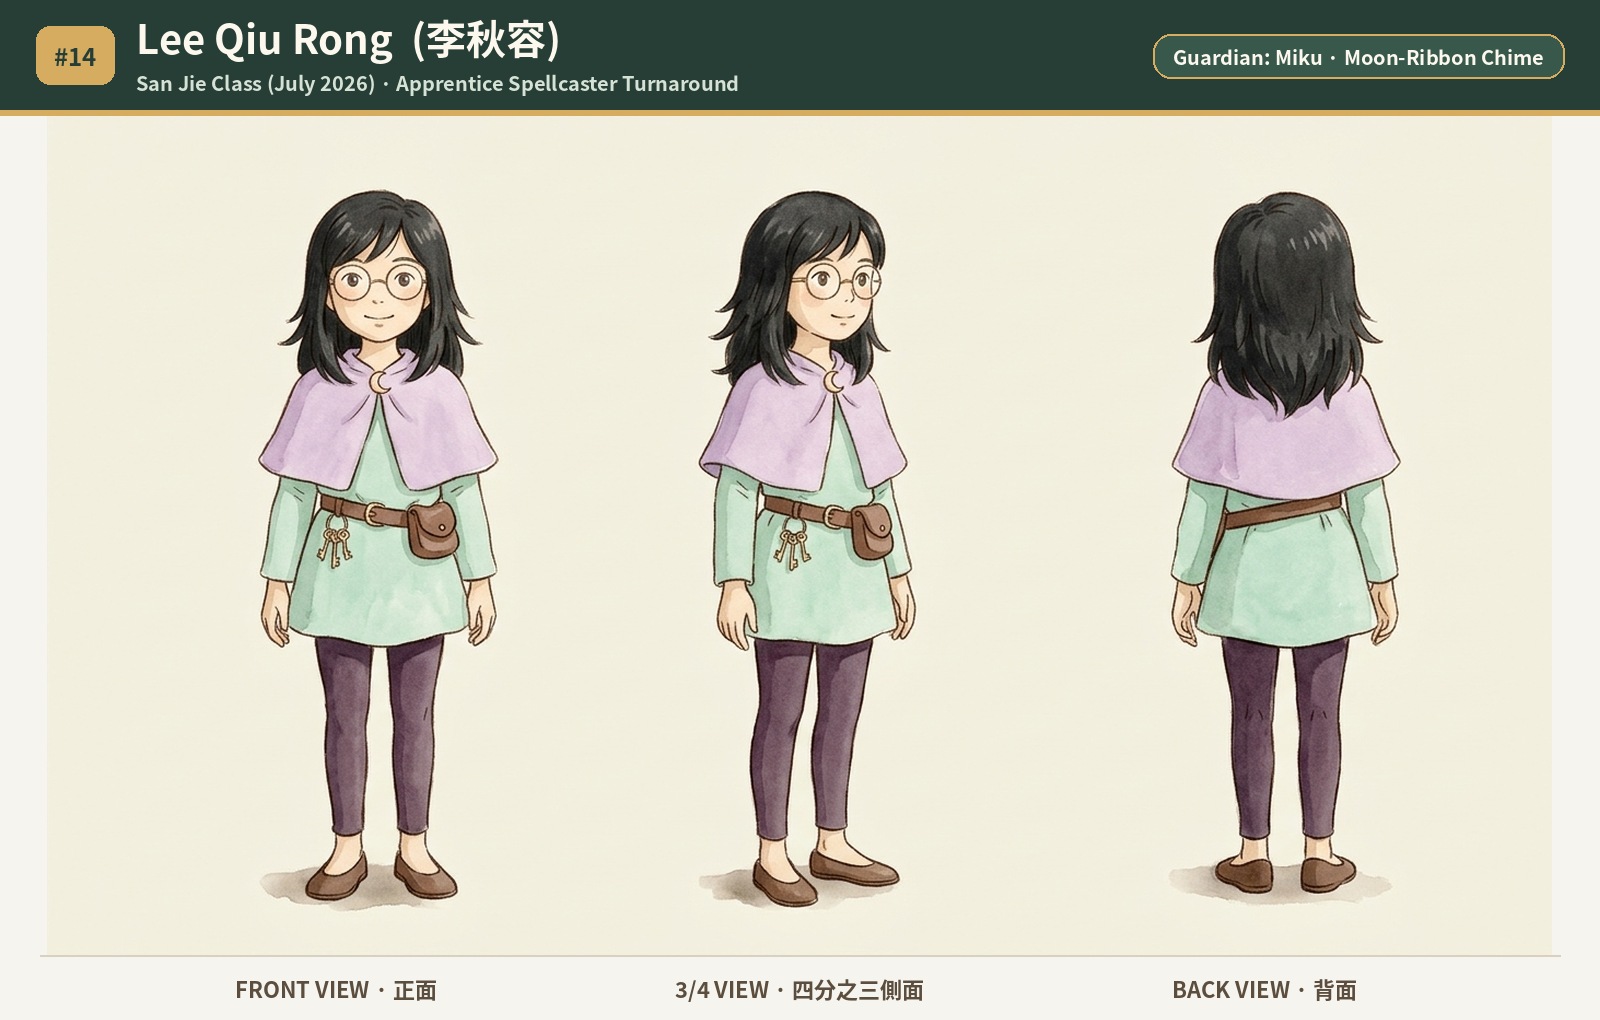 #14
Lee Qiu Rong (李秋容)
San Jie Class (July 2026) · Apprentice Spellcaster Turnaround
Guardian: Miku · Moon-Ribbon Chime
FRONT VIEW · 正面
3/4 VIEW · 四分之三側面
BACK VIEW · 背面